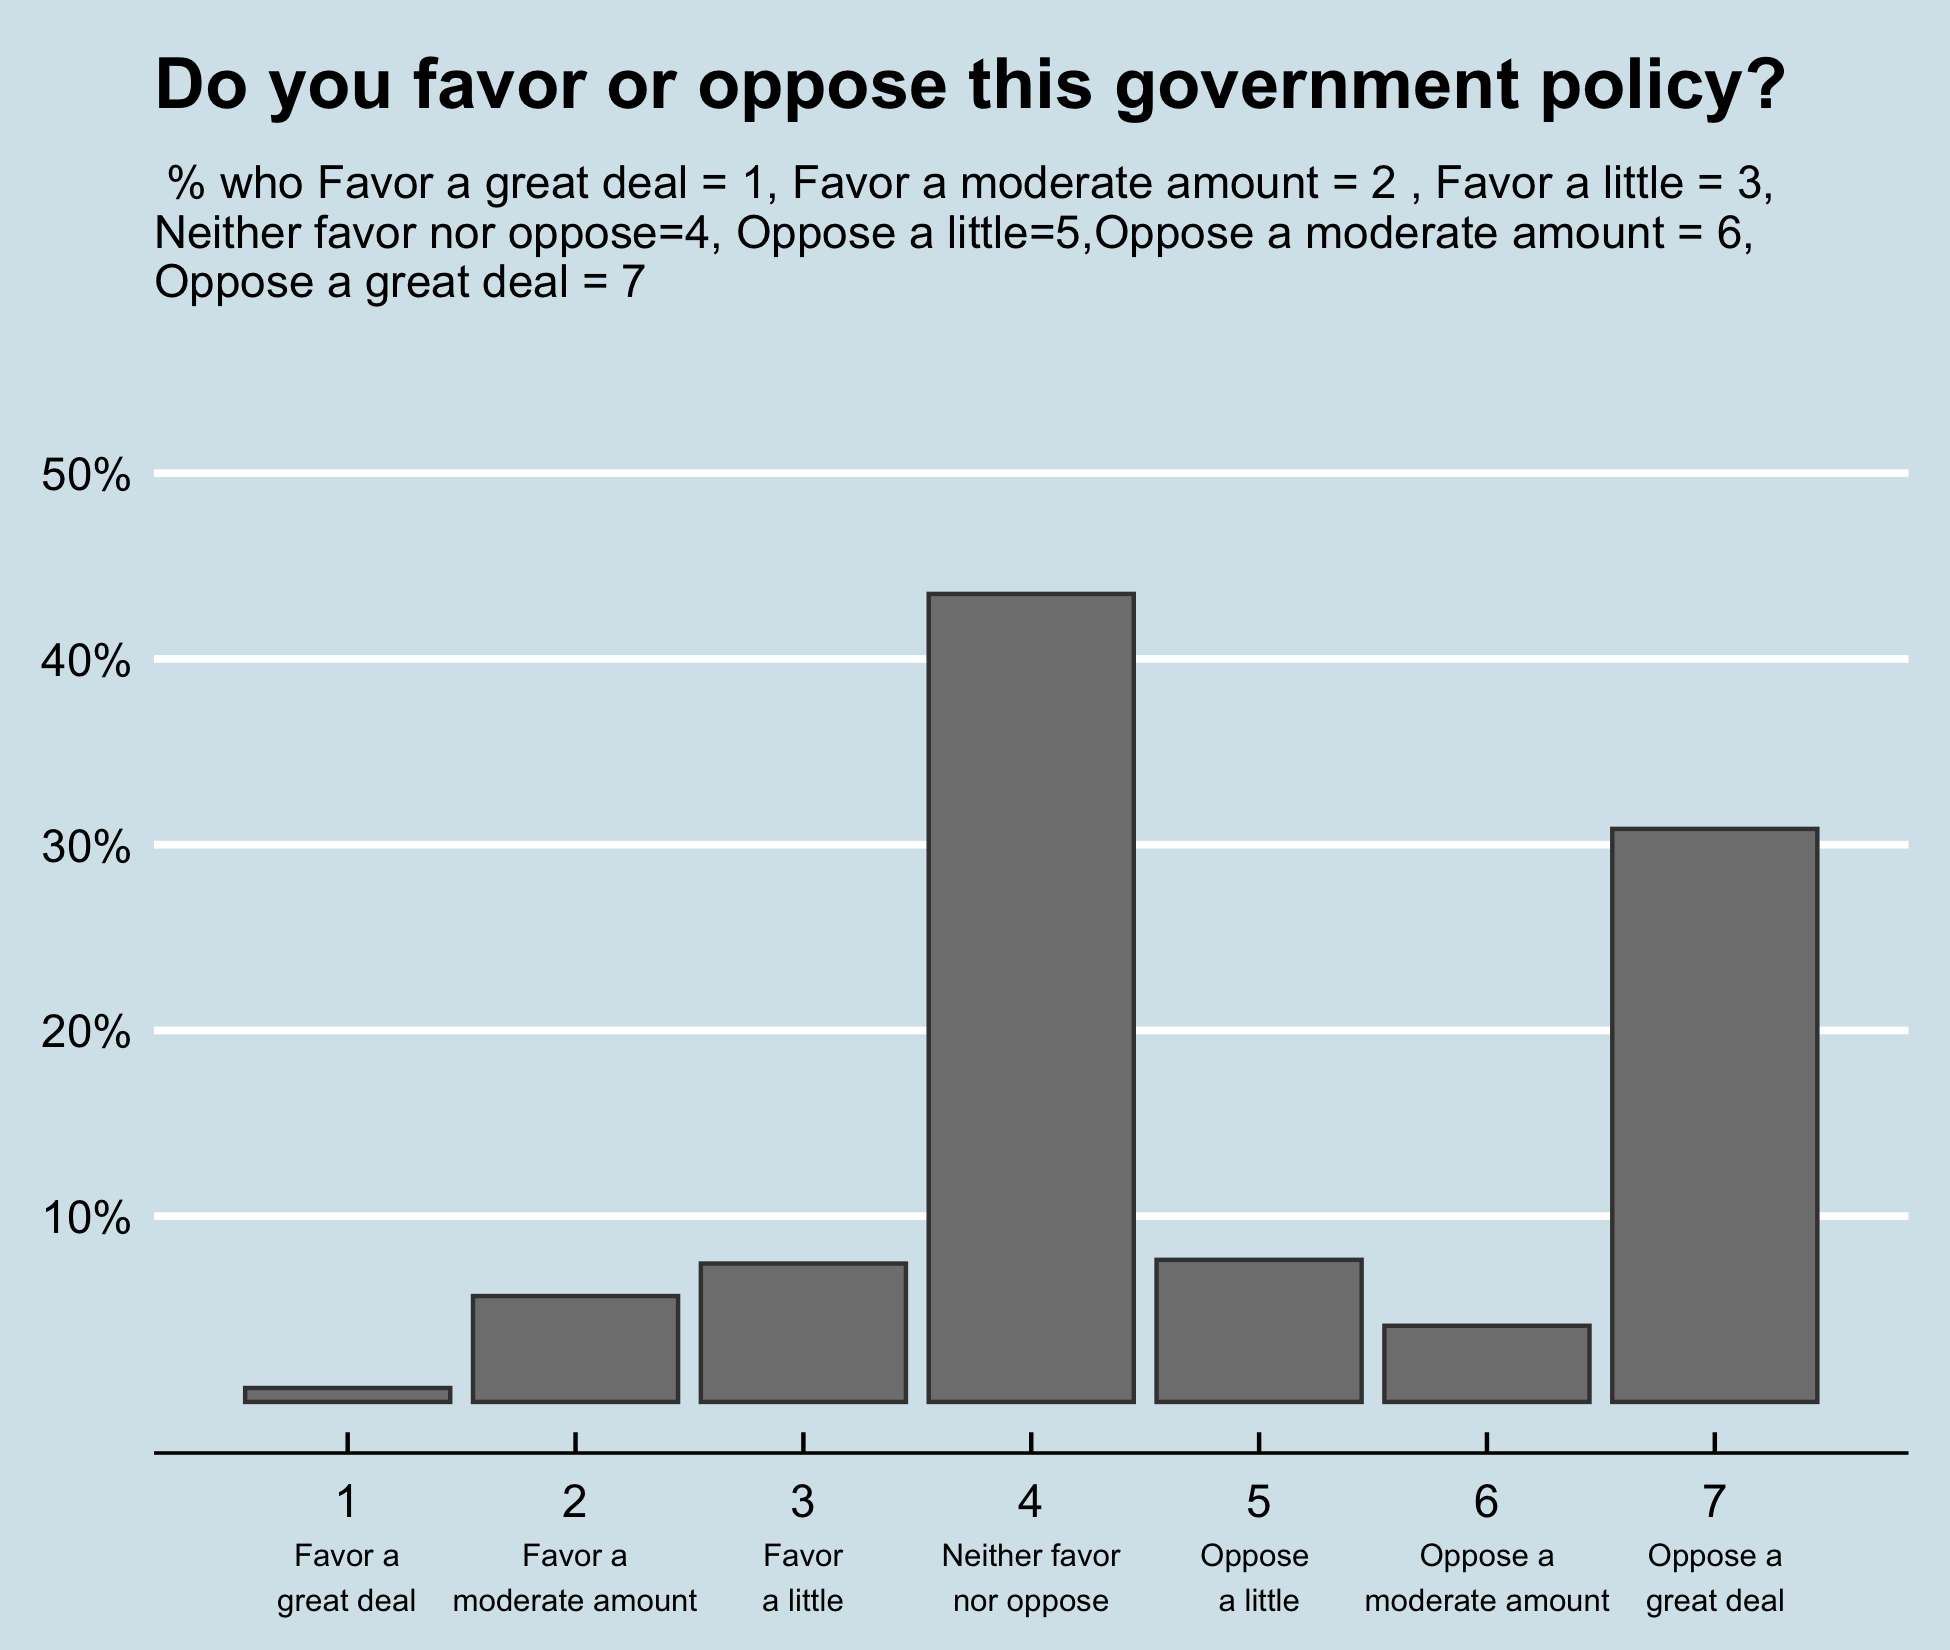 Do you favor or oppose this government policy?
% who Favor a great deal = 1, Favor a moderate amount = 2 , Favor a little = 3,
Neither favor nor oppose=4, Oppose a little=5,Oppose a moderate amount = 6,
Oppose a great deal = 7
50%
40%
30%
20%
10%
1 2 3 4 5 6 7
Favor a Favor a Favor Neither favor Oppose Oppose a Oppose a
great deal moderate amount a little nor oppose a little moderate amount great deal